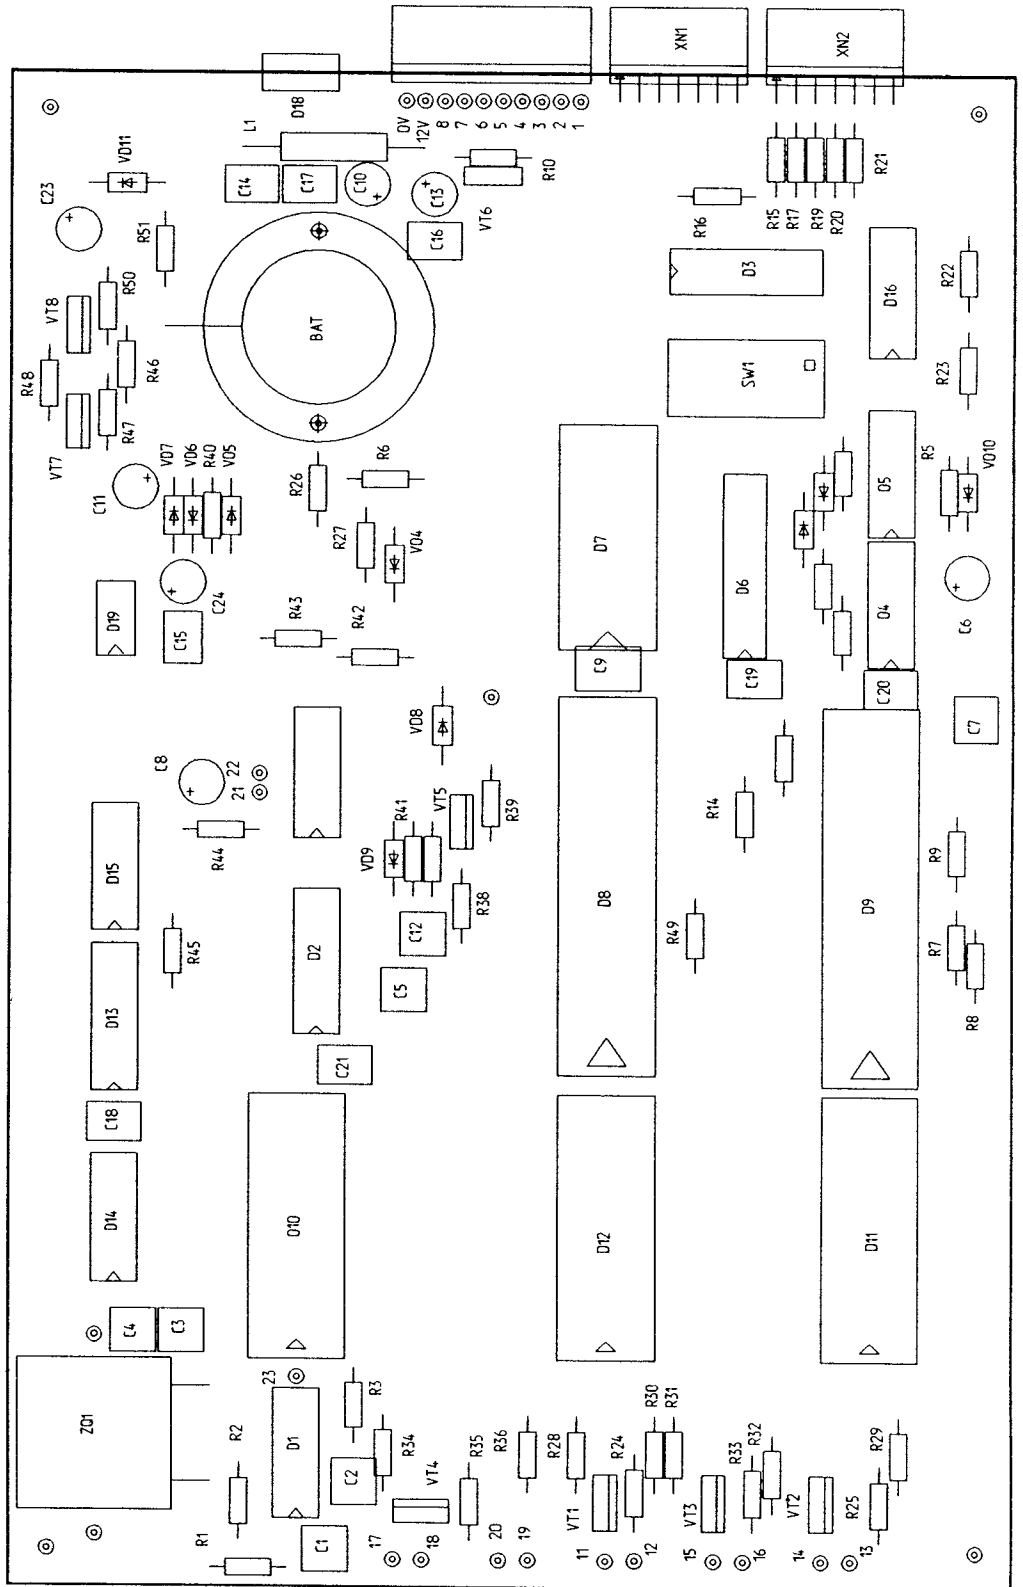 XN1
XN2
D18
L1
0V
12V
8
7
6
5
4
3
2
1
VD11
C23
C14
C17
C10
C13
R10
R21
R51
C16
VT6
R16
R15
R17
R19
R20
R50
VT8
D3
D16
R22
BAT
R48
R46
SW1
R23
VT7
R47
VD7
VD6
R40
VD5
R6
R26
C11
R27
VD4
D7
D5
R5
VD10
D19
C24
C15
R43
R42
D6
D4
C6
C9
C19
C20
C7
VD8
C8
22
21
R41
VT5
R39
R14
R44
VD9
D15
R38
D8
D9
R9
R45
D2
C12
R49
R7
C5
R8
D13
C21
C18
D14
D10
D12
D11
C4
C3
23
R3
R30
R31
ZQ1
R2
D1
R34
R35
R36
R28
R24
R33
R32
R29
C2
VT4
VT1
VT3
VT2
R25
R1
C1
17
18
20
19
11
12
15
16
14
13